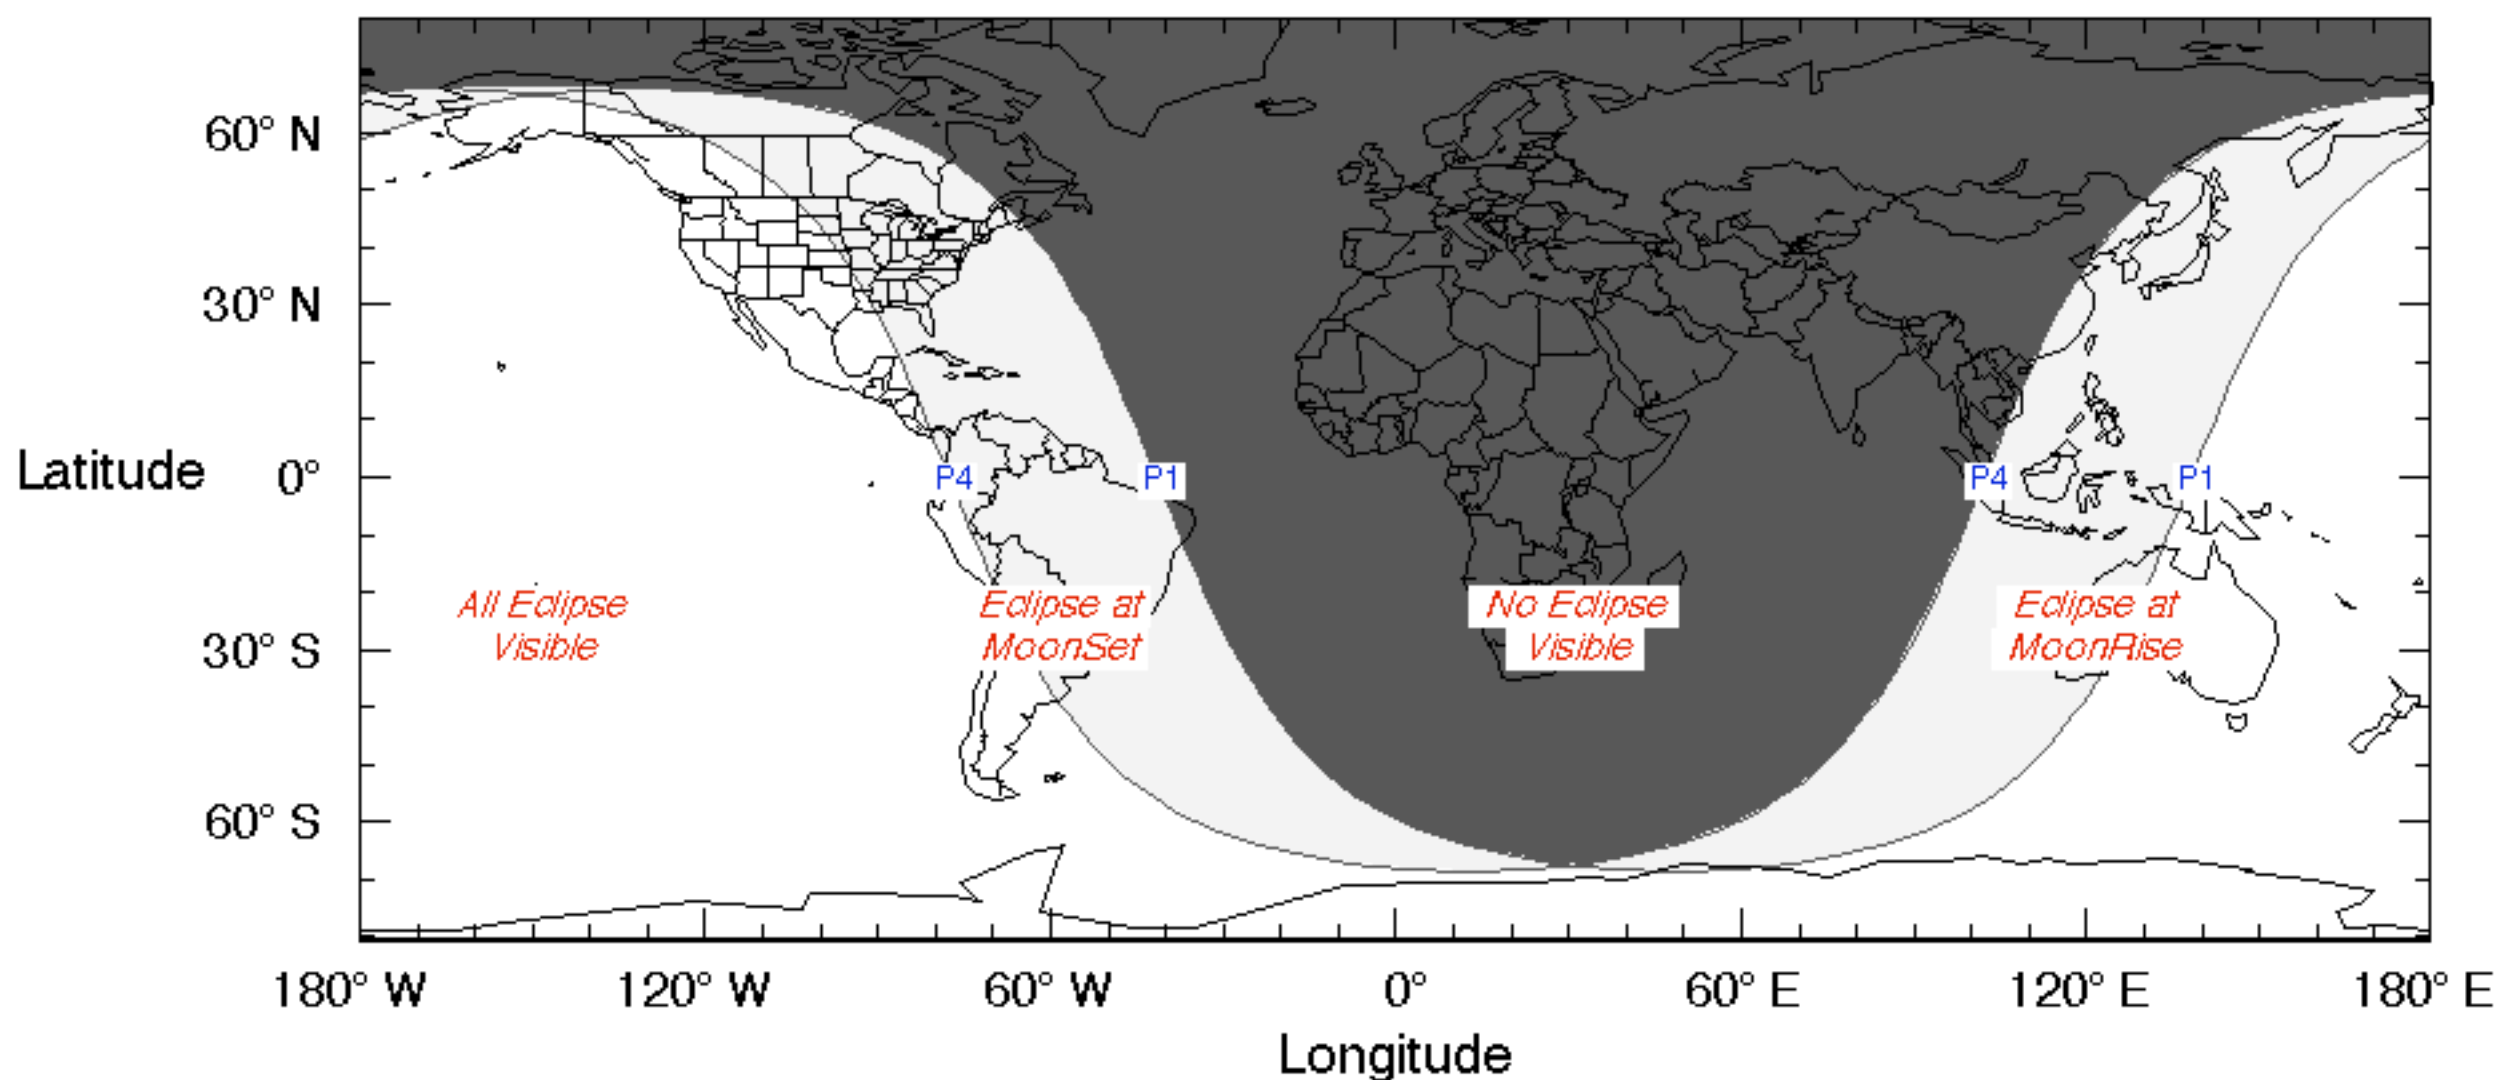 60° N
30° N
Latitude
0°
P4
P1
P4
P1
All Eclipse
Visible
Eclipse at
MoonSet
No Eclipse
Visible
Eclipse at
MoonRise
30° S
60° S
180° W
120° W
60° W
0°
60° E
120° E
180° E
Longitude